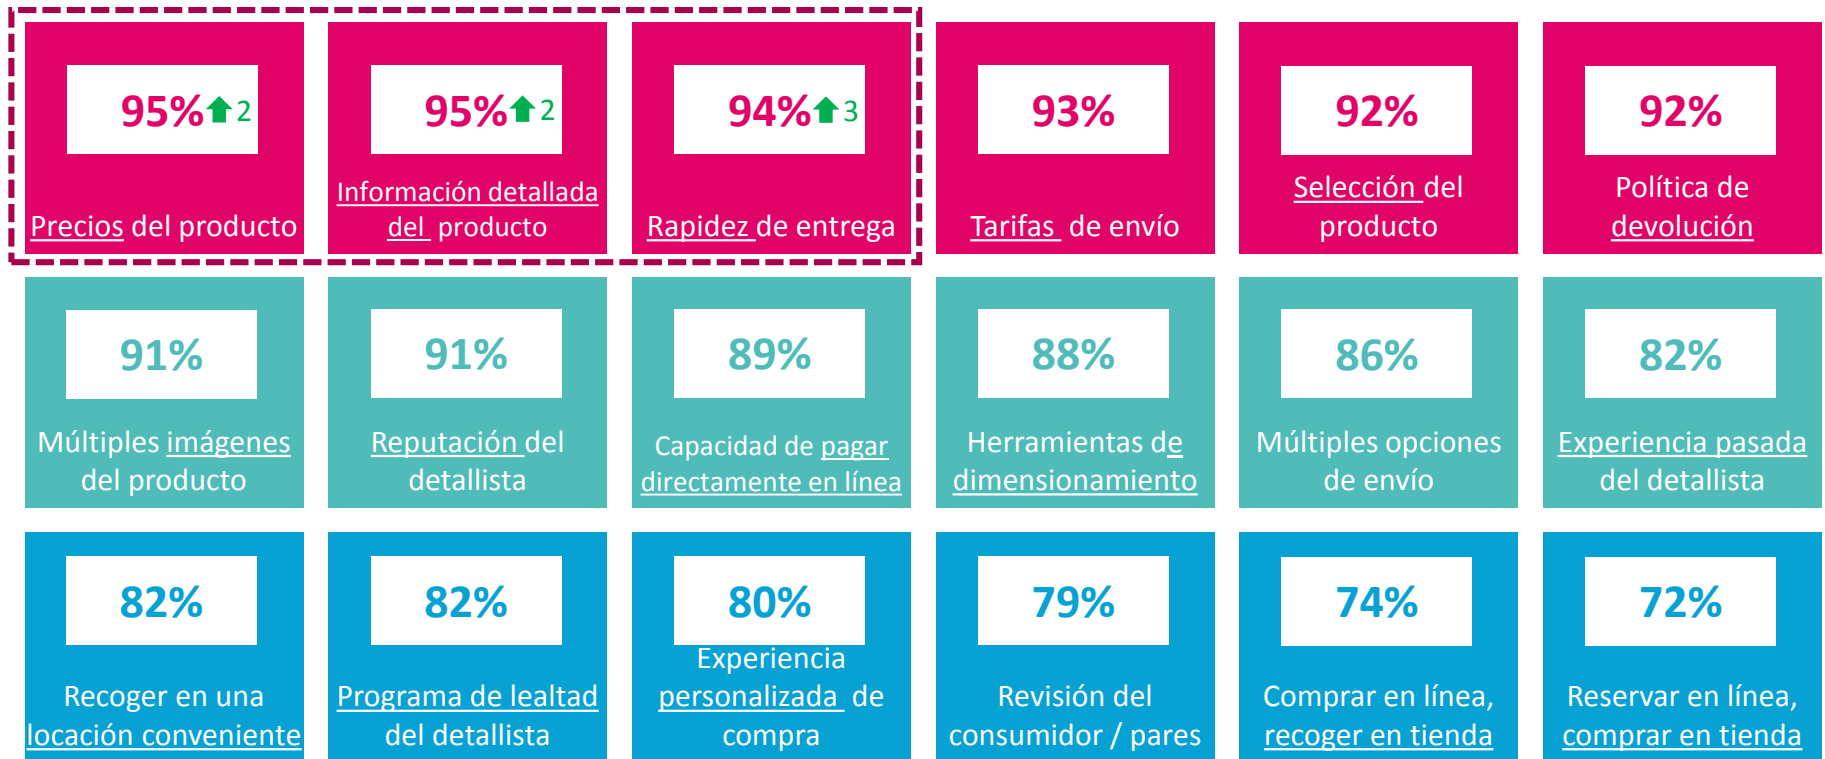 95% 2
Precios del producto
95% 2
Información detallada
del producto
94% 3
Rapidez de entrega
93%
Tarifas de envío
92%
Selección del
producto
92%
Política de
devolución
91%
Múltiples imágenes
del producto
91%
Reputación del
detallista
89%
Capacidad de pagar
directamente en línea
88%
Herramientas de
dimensionamiento
86%
Múltiples opciones
de envío
82%
Experiencia pasada
del detallista
82%
Recoger en una
locación conveniente
82%
Programa de lealtad
del detallista
80%
Experiencia
personalizada de
compra
79%
Revisión del
consumidor / pares
74%
Comprar en línea,
recoger en tienda
72%
Reservar en línea,
comprar en tienda